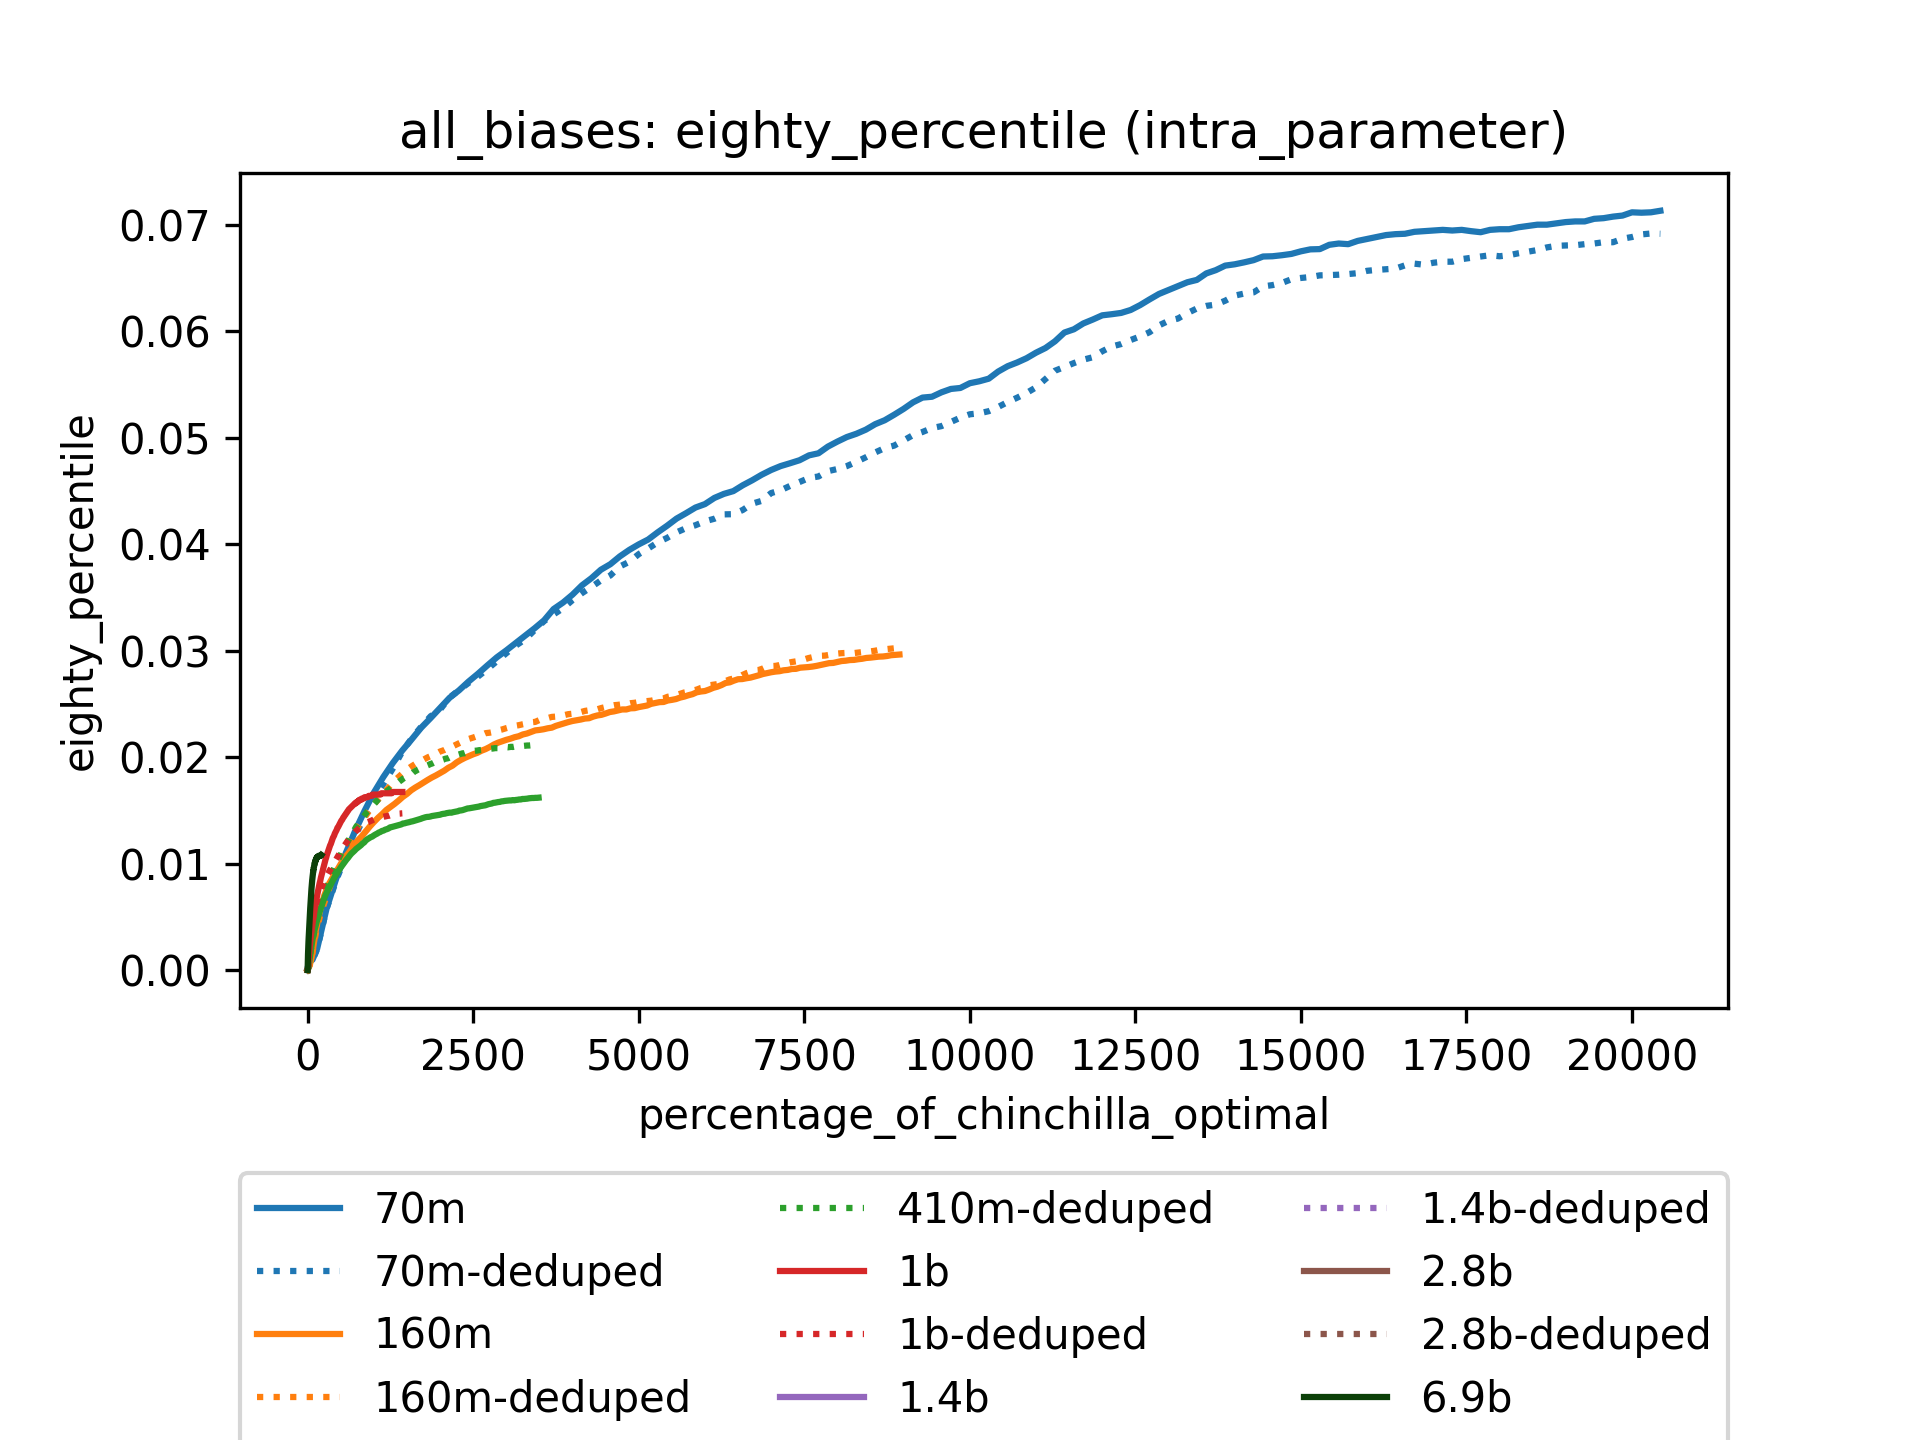 all_biases: eighty_percentile (intra_parameter)
eighty_percentile
0.07
0.06
0.05
0.04
0.03
0.02
0.01
0.00
0 2500 5000 7500 10000 12500 15000 17500 20000
percentage_of_chinchilla_optimal
70m 410m-deduped 1.4b-deduped
70m-deduped 1b 2.8b
160m 1b-deduped 2.8b-deduped
160m-deduped 1.4b 6.9b